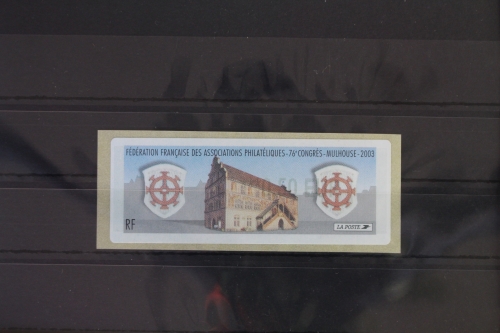 FÉDÉRATION FRANÇAISE DES ASSOCIATIONS PHILATÉLIQUES-76e CONGRÈS-MULHOUSE-2003
RF
LA POSTE